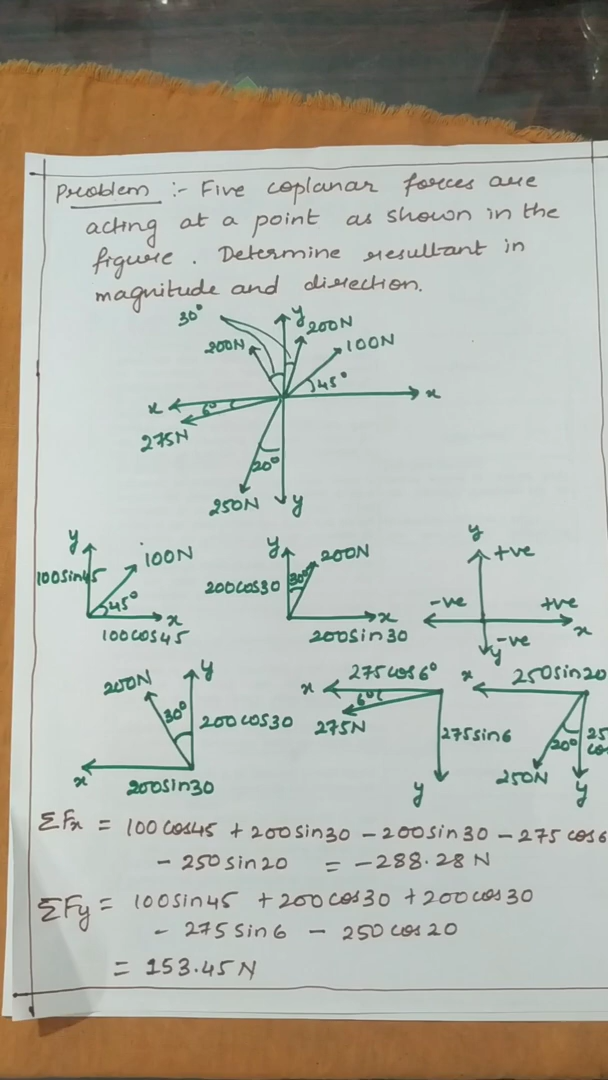 Problem :- Five coplanar forces are
acting at a point as shown in the
figure. Determine resultant in
magnitude and direction.
30° y
200N 200N 100N
45°
x 6° x
275N
20°
250N y
y 100N
100sin45
45° x
100cos45
y 200N
200cos30 30°
x
200sin30
y
+ve
-ve +ve
x
-ve
y
200N y
30° 200cos30
x
200sin30
275cos6°
x 6°
275N
275sin6
y
x 250sin20
20°
25
cos
250N y
ΣFx = 100cos45 + 200sin30 - 200sin30 - 275cos6
- 250sin20 = -288.28N
ΣFy = 100sin45 + 200cos30 + 200cos30
- 275sin6 - 250cos20
= 153.45N